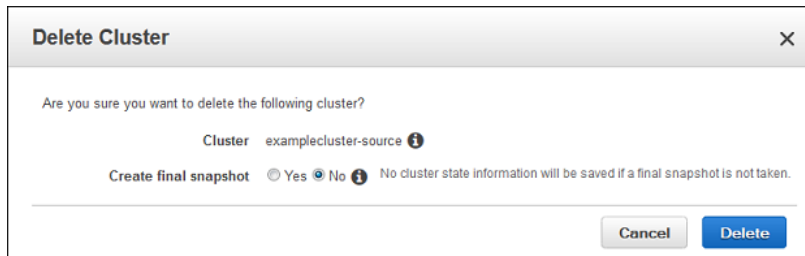 Delete Cluster
Are you sure you want to delete the following cluster?
Cluster examplecluster-source
Create final snapshot Yes No No cluster state information will be saved if a final snapshot is not taken.
Cancel Delete